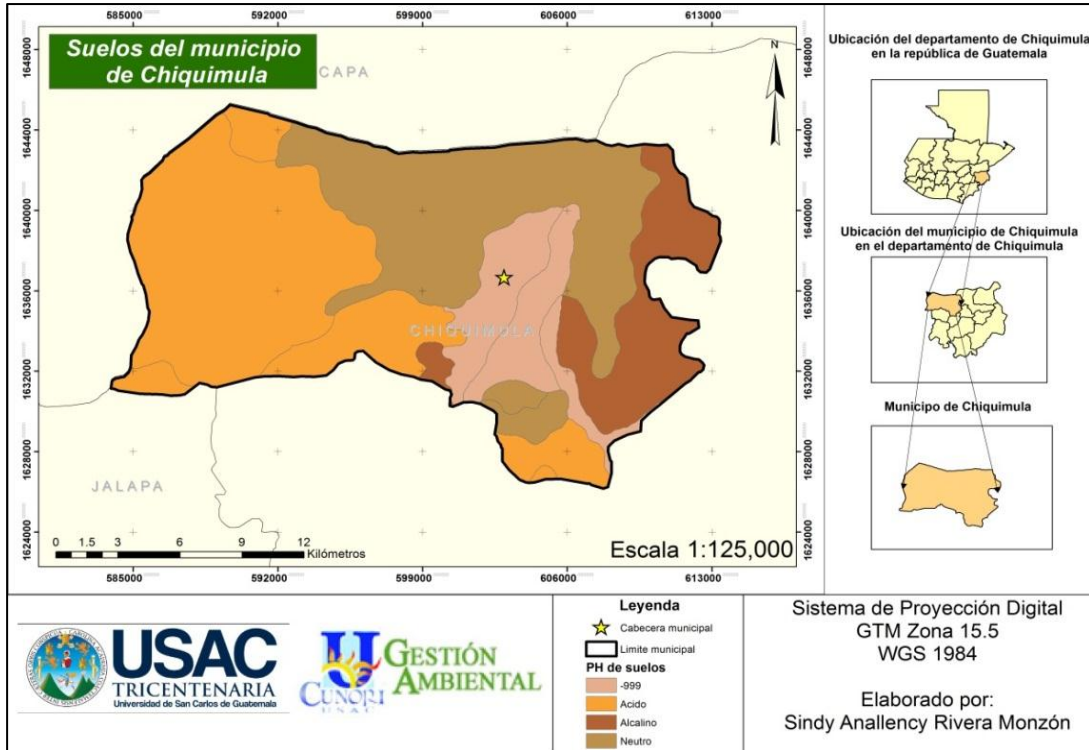 Suelos del municipio
de Chiquimula
585000
592000
599000
606000
613000
1648000
1644000
1640000
1636000
1632000
1628000
1624000
1648000
1644000
1640000
1636000
1632000
1628000
1624000
CAPA
N
CHIQUIMULA
JALAPA
0 1.5 3 6 9 12
Kilómetros
Escala 1:125,000
585000
592000
599000
606000
613000
Ubicación del departamento de Chiquimula
en la república de Guatemala
Ubicación del municipio de Chiquimula
en el departamento de Chiquimula
Municipo de Chiquimula
USAC
TRICENTENARIA
Universidad de San Carlos de Guatemala
CUNORI
USAC
GESTIÓN
AMBIENTAL
Leyenda
Cabecera municipal
Limite municipal
PH de suelos
-999
Acido
Alcalino
Neutro
Sistema de Proyección Digital
GTM Zona 15.5
WGS 1984
Elaborado por:
Sindy Anallency Rivera Monzón